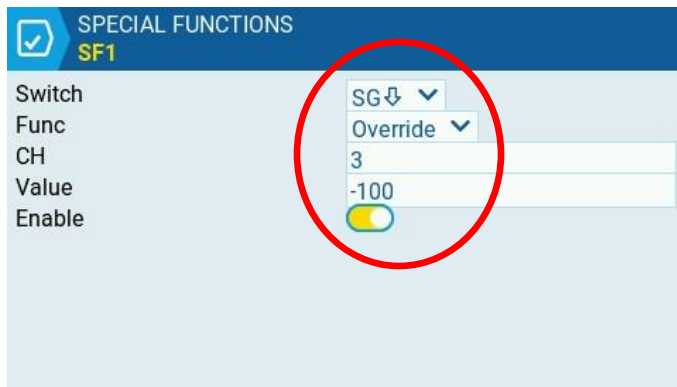 SPECIAL FUNCTIONS
SF1
Switch SG⇩
Func Override
CH 3
Value -100
Enable